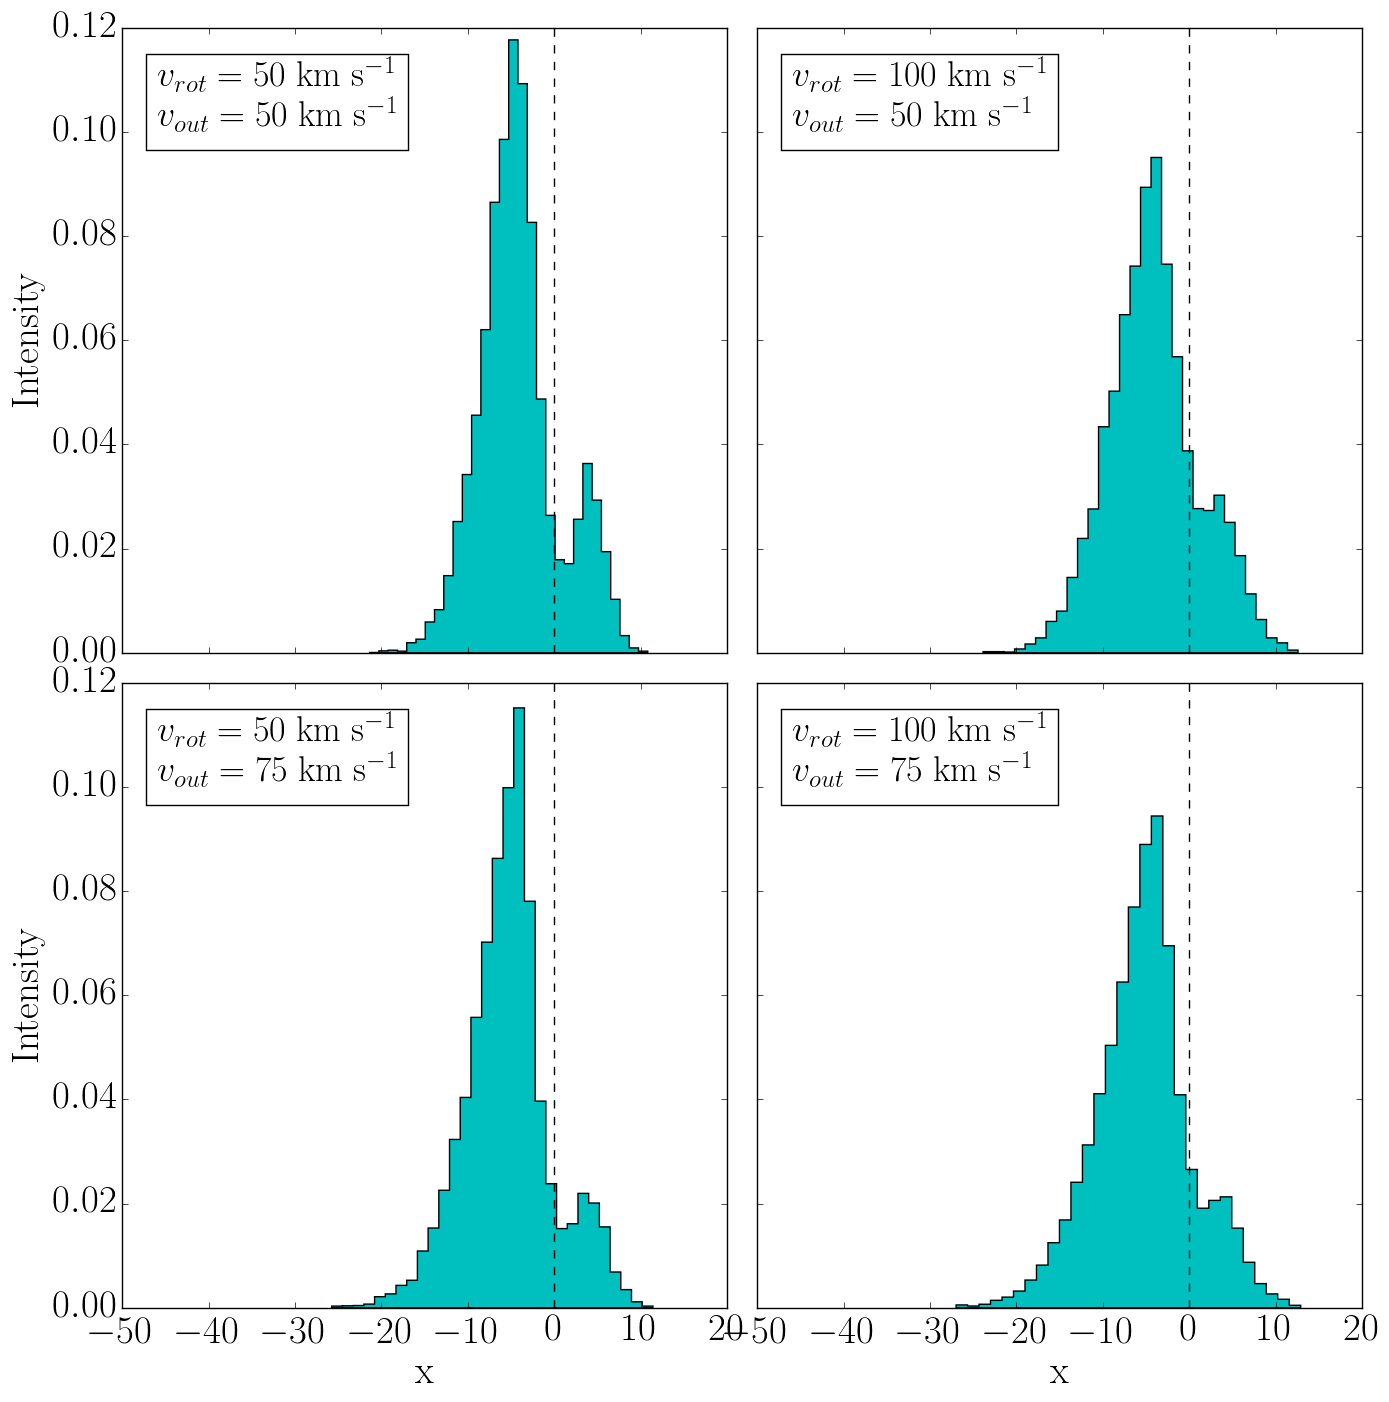 0.12
0.10
0.08
0.06
0.04
0.02
0.00
Intensity
v_rot = 50 km s⁻¹
v_out = 50 km s⁻¹
v_rot = 100 km s⁻¹
v_out = 50 km s⁻¹
0.12
0.10
0.08
0.06
0.04
0.02
0.00
Intensity
v_rot = 50 km s⁻¹
v_out = 75 km s⁻¹
v_rot = 100 km s⁻¹
v_out = 75 km s⁻¹
−50 −40 −30 −20 −10 0 10 20
x
−50 −40 −30 −20 −10 0 10 20
x